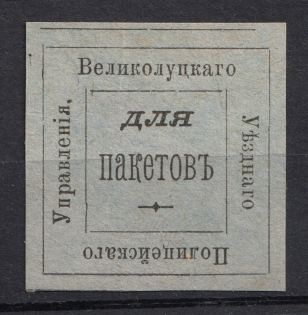 Великолуцкаго
Уѣзднаго
Полицейскаго
Управленія,
для
пакетовъ